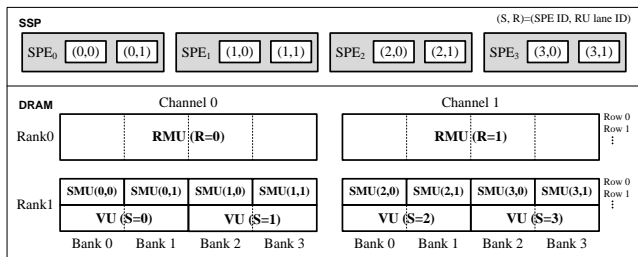 SSP
(S, R)=(SPE ID, RU lane ID)
SPE0 (0,0) (0,1) SPE1 (1,0) (1,1) SPE2 (2,0) (2,1) SPE3 (3,0) (3,1)
DRAM
Channel 0 Channel 1
Rank0 RMU (R=0) RMU (R=1) Row 0
Row 1
⋮
Rank1 SMU(0,0) SMU(0,1) SMU(1,0) SMU(1,1) SMU(2,0) SMU(2,1) SMU(3,0) SMU(3,1) Row 0
Row 1
⋮
VU (S=0) VU (S=1) VU (S=2) VU (S=3)
Bank 0 Bank 1 Bank 2 Bank 3 Bank 0 Bank 1 Bank 2 Bank 3